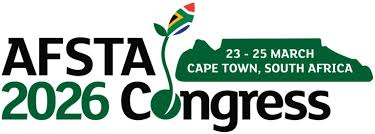 AFSTA
23 - 25 MARCH
CAPE TOWN, SOUTH AFRICA
2026 Congress